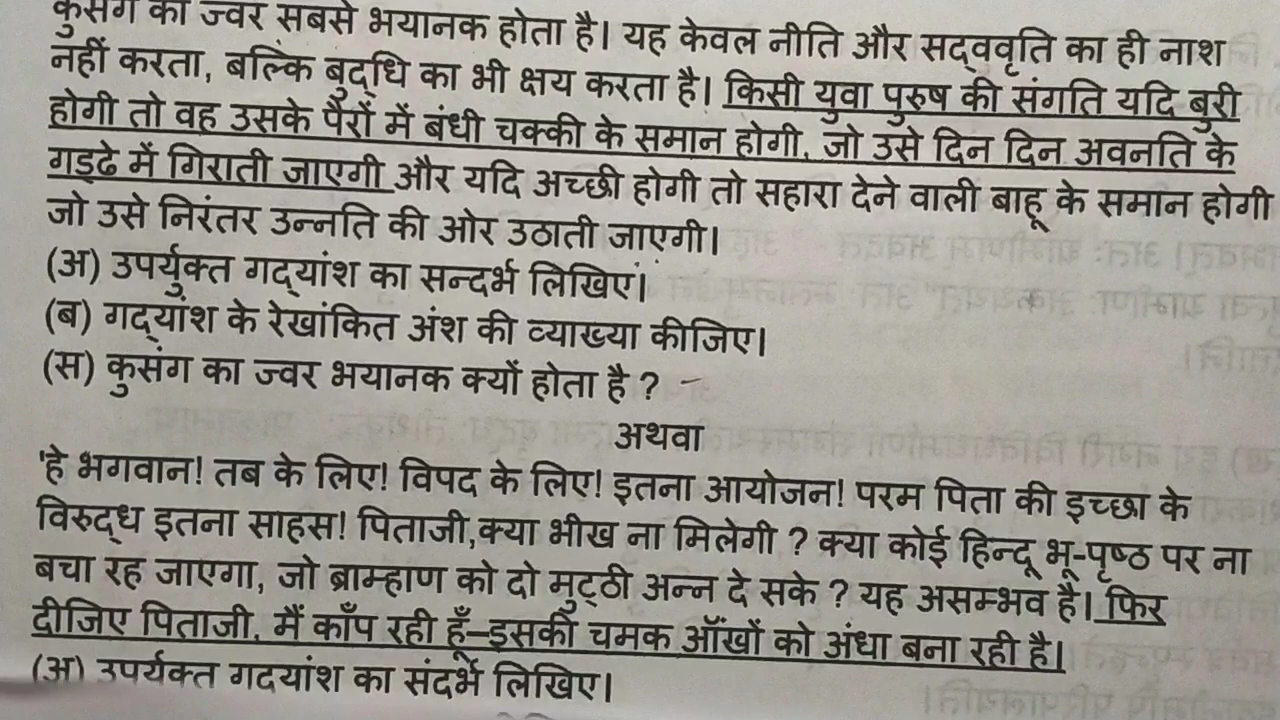 कुसंग का ज्वर सबसे भयानक होता है। यह केवल नीति और सद्ववृति का ही नाश
नहीं करता, बल्कि बुद्धि का भी क्षय करता है। किसी युवा पुरुष की संगति यदि बुरी
होगी तो वह उसके पैरों में बंधी चक्की के समान होगी, जो उसे दिन दिन अवनति के
गड्ढे में गिराती जाएगी और यदि अच्छी होगी तो सहारा देने वाली बाहू के समान होगी
जो उसे निरंतर उन्नति की ओर उठाती जाएगी।
(अ) उपर्युक्त गद्यांश का सन्दर्भ लिखिए।
(ब) गद्यांश के रेखांकित अंश की व्याख्या कीजिए।
(स) कुसंग का ज्वर भयानक क्यों होता है ?
अथवा
'हे भगवान! तब के लिए! विपद के लिए! इतना आयोजन! परम पिता की इच्छा के
विरुद्ध इतना साहस! पिताजी,क्या भीख ना मिलेगी ? क्या कोई हिन्दू भू-पृष्ठ पर ना
बचा रह जाएगा, जो ब्राम्हाण को दो मुट्ठी अन्न दे सके ? यह असम्भव है। फिर
दीजिए पिताजी, मैं काँप रही हूँ–इसकी चमक आँखों को अंधा बना रही है।
(अ) उपर्यक्त गदयांश का संदर्भ लिखिए।